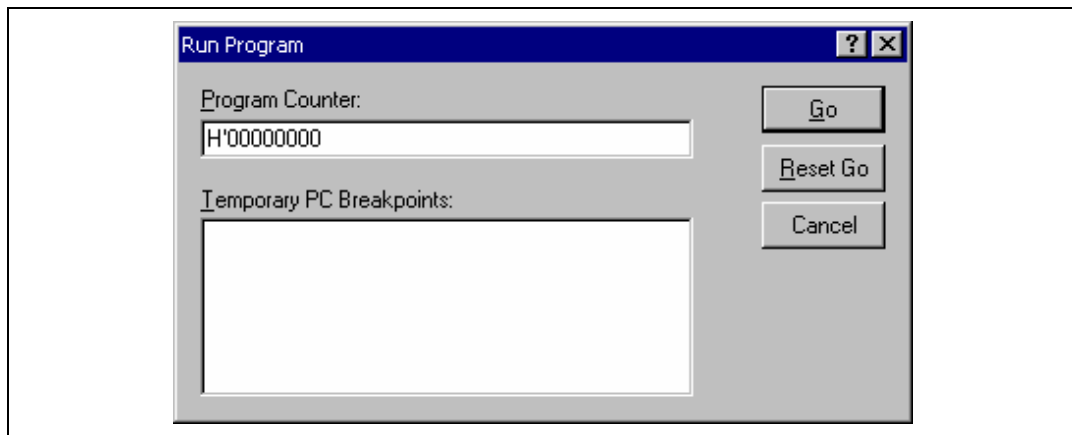 Run Program
Program Counter:
H'00000000
Temporary PC Breakpoints:
Go
Reset Go
Cancel